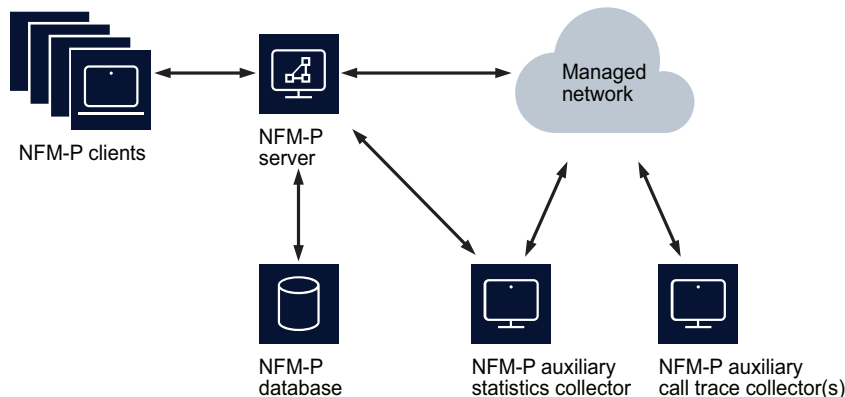 Managed
network
NFM-P clients
NFM-P
server
NFM-P
database
NFM-P auxiliary
statistics collector
NFM-P auxiliary
call trace collector(s)